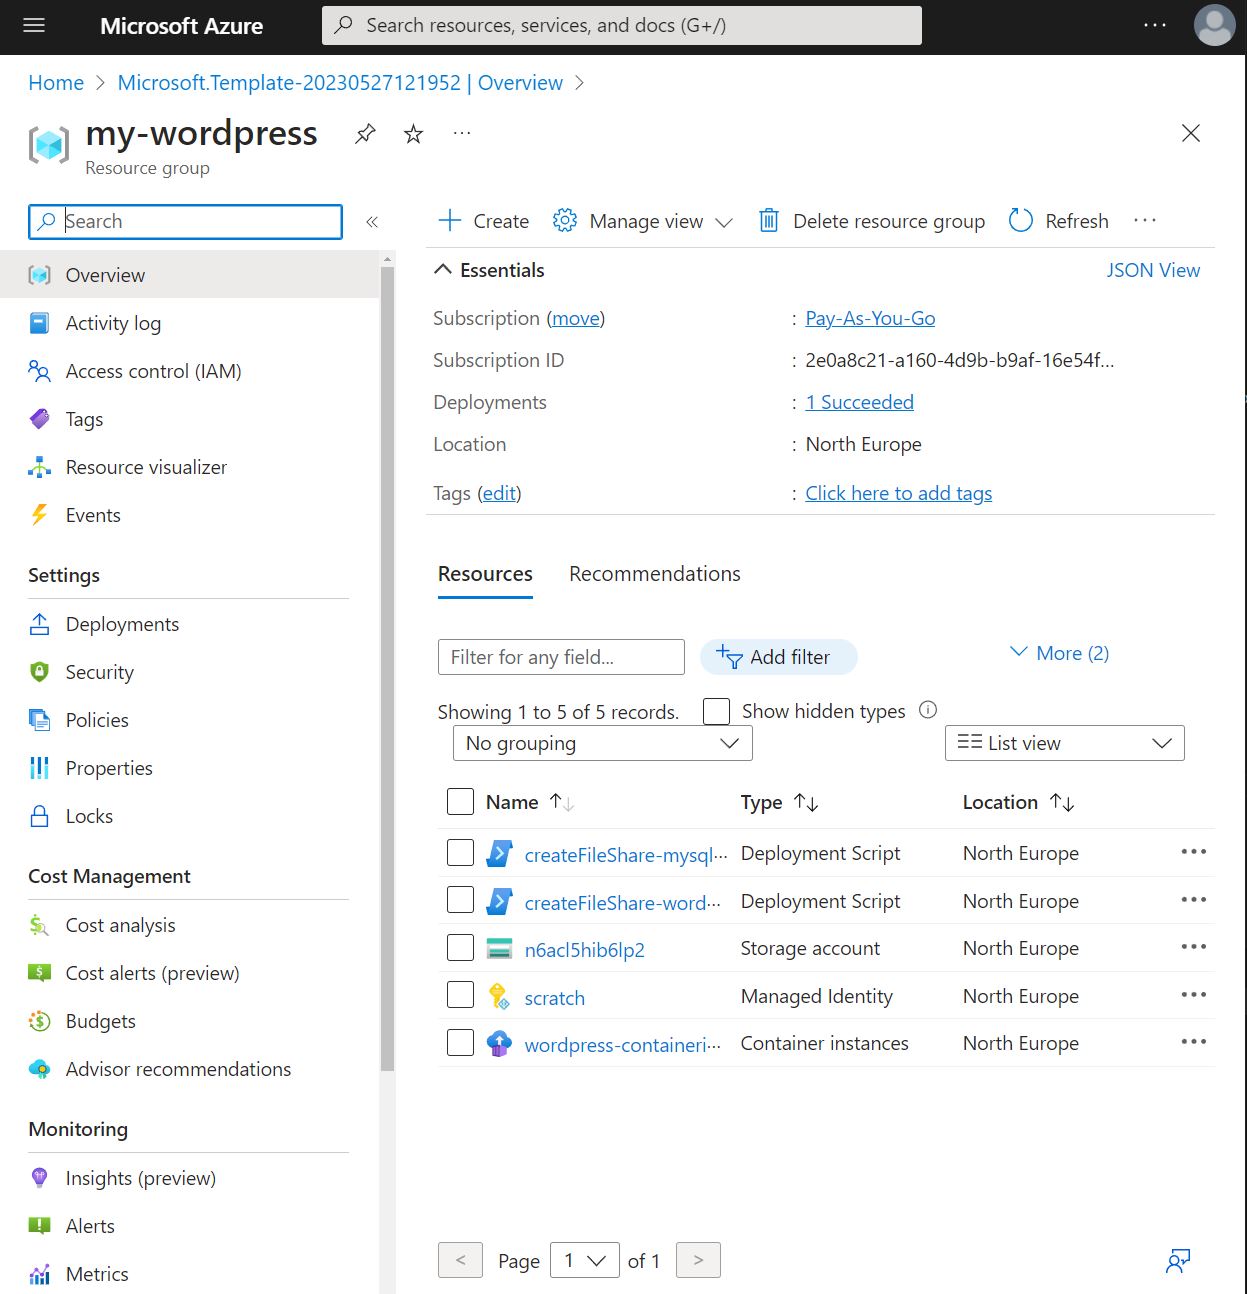 Microsoft Azure
Search resources, services, and docs (G+/)
Home > Microsoft.Template-20230527121952 | Overview >
my-wordpress
Resource group
Search
Overview
Activity log
Access control (IAM)
Tags
Resource visualizer
Events
Settings
Deployments
Security
Policies
Properties
Locks
Cost Management
Cost analysis
Cost alerts (preview)
Budgets
Advisor recommendations
Monitoring
Insights (preview)
Alerts
Metrics
Create Manage view Delete resource group Refresh ...
Essentials JSON View
Subscription (move) : Pay-As-You-Go
Subscription ID : 2e0a8c21-a160-4d9b-b9af-16e54f...
Deployments : 1 Succeeded
Location : North Europe
Tags (edit) : Click here to add tags
Resources Recommendations
Filter for any field... Add filter More (2)
Showing 1 to 5 of 5 records. Show hidden types
No grouping List view
Name Type Location
createFileShare-mysql... Deployment Script North Europe
createFileShare-word... Deployment Script North Europe
n6acl5hib6lp2 Storage account North Europe
scratch Managed Identity North Europe
wordpress-containeri... Container instances North Europe
< Page 1 of 1 >